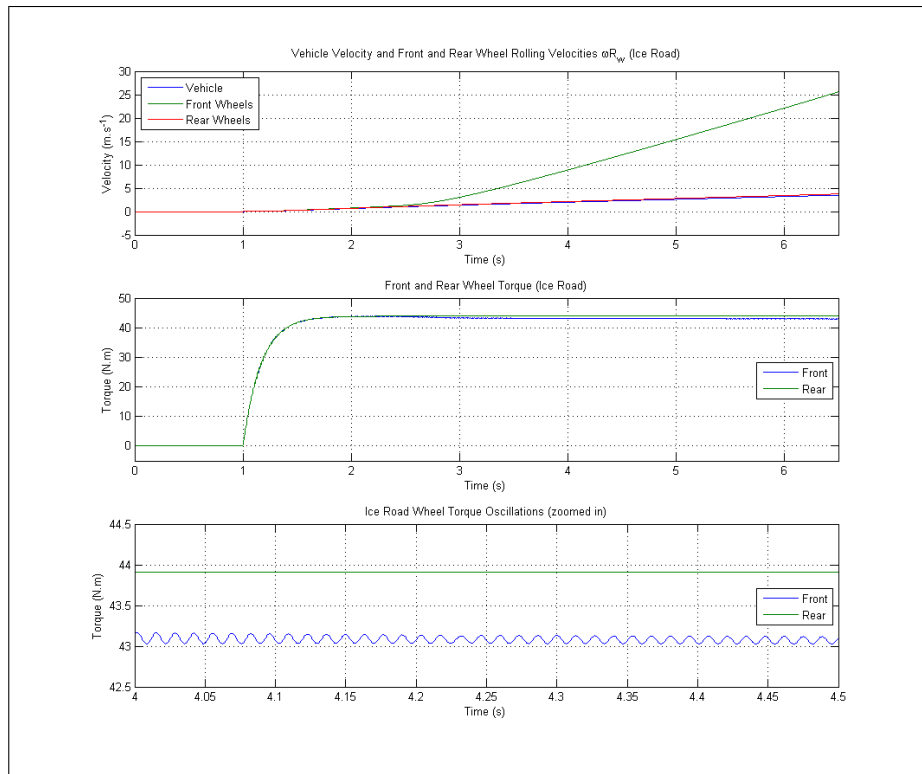 Vehicle Velocity and Front and Rear Wheel Rolling Velocities øR_w (Ice Road)
30
25
20
15
10
5
0
-5
Velocity (m.s⁻¹)
Vehicle
Front Wheels
Rear Wheels
0 1 2 3 4 5 6
Time (s)
Front and Rear Wheel Torque (Ice Road)
50
40
30
20
10
0
Torque (N.m)
Front
Rear
0 1 2 3 4 5 6
Time (s)
Ice Road Wheel Torque Oscillations (zoomed in)
44.5
44
43.5
43
42.5
Torque (N.m)
Front
Rear
4 4.05 4.1 4.15 4.2 4.25 4.3 4.35 4.4 4.45 4.5
Time (s)